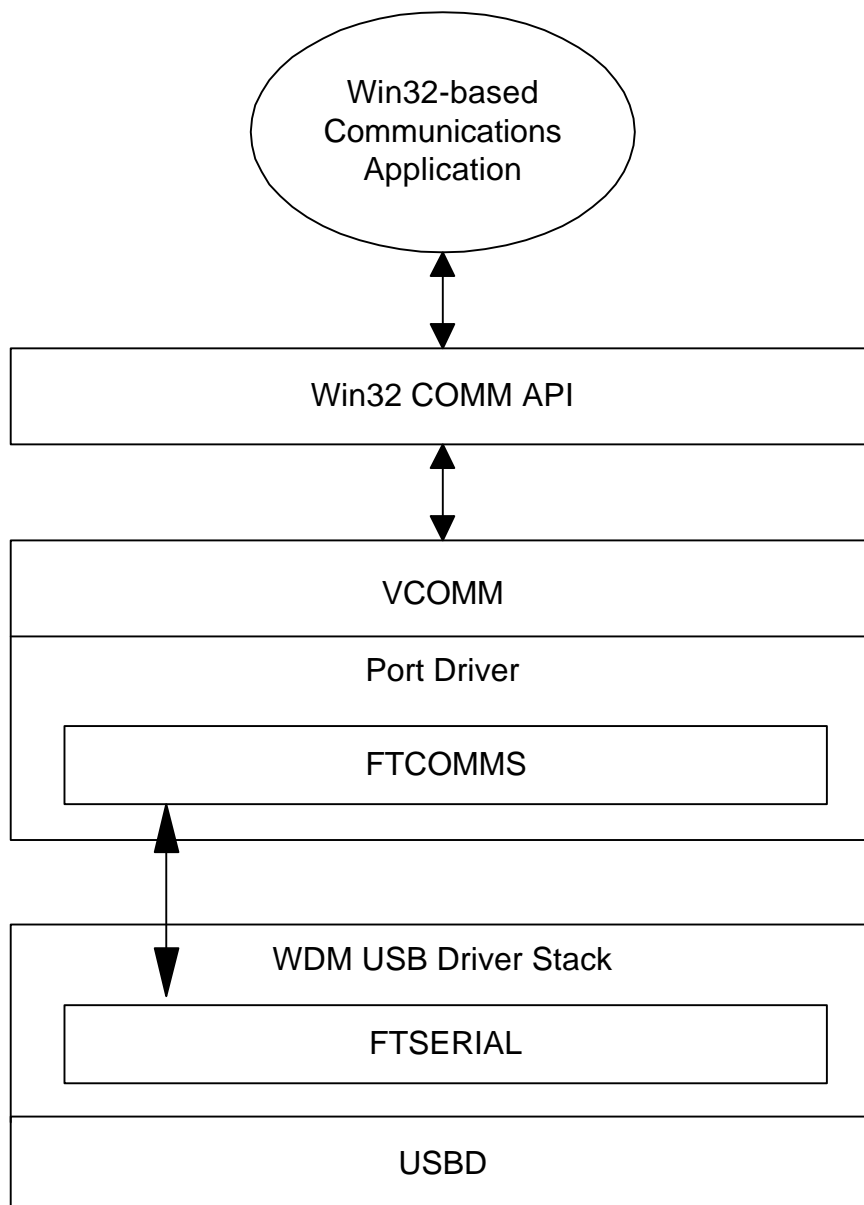 Win32-based
Communications
Application
Win32 COMM API
VCOMM
Port Driver
FTCOMMS
WDM USB Driver Stack
FTSERIAL
USBD